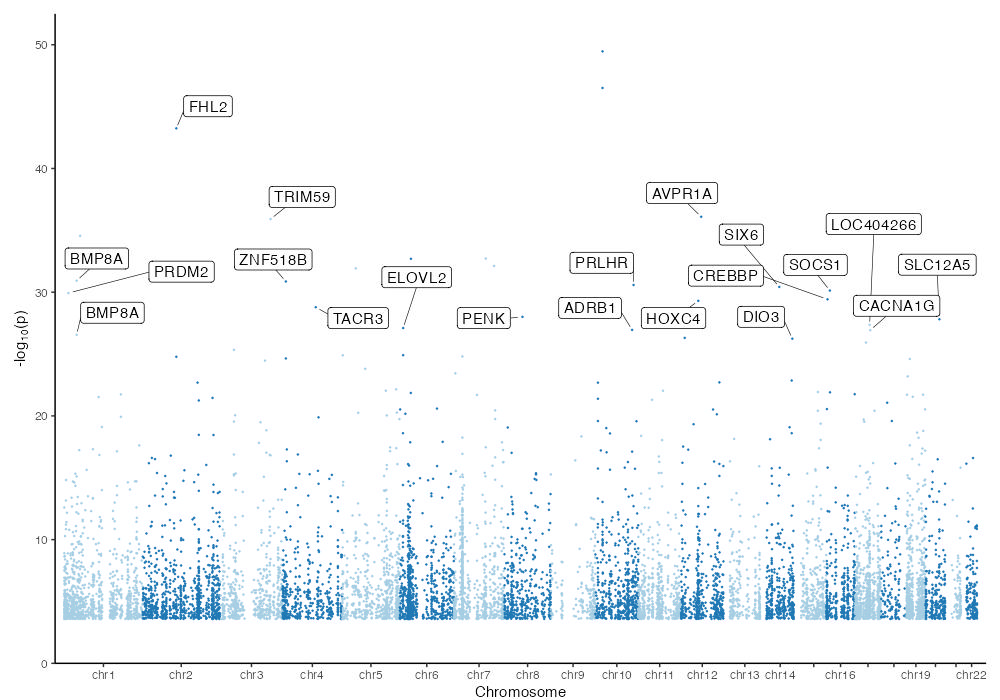 50
FHL2
40
TRIM59
AVPR1A
LOC404266
SIX6
BMP8A
ZNF518B
PRLHR
SOCS1
SLC12A5
PRDM2
ELOVL2
CREBBP
30
BMP8A
TACR3
PENK
ADRB1
HOXC4
DIO3
CACNA1G
-log10(p)
20
10
0
chr1 chr2 chr3 chr4 chr5 chr6 chr7 chr8 chr9 chr10 chr11 chr12 chr13 chr14 chr16 chr19 chr22
Chromosome